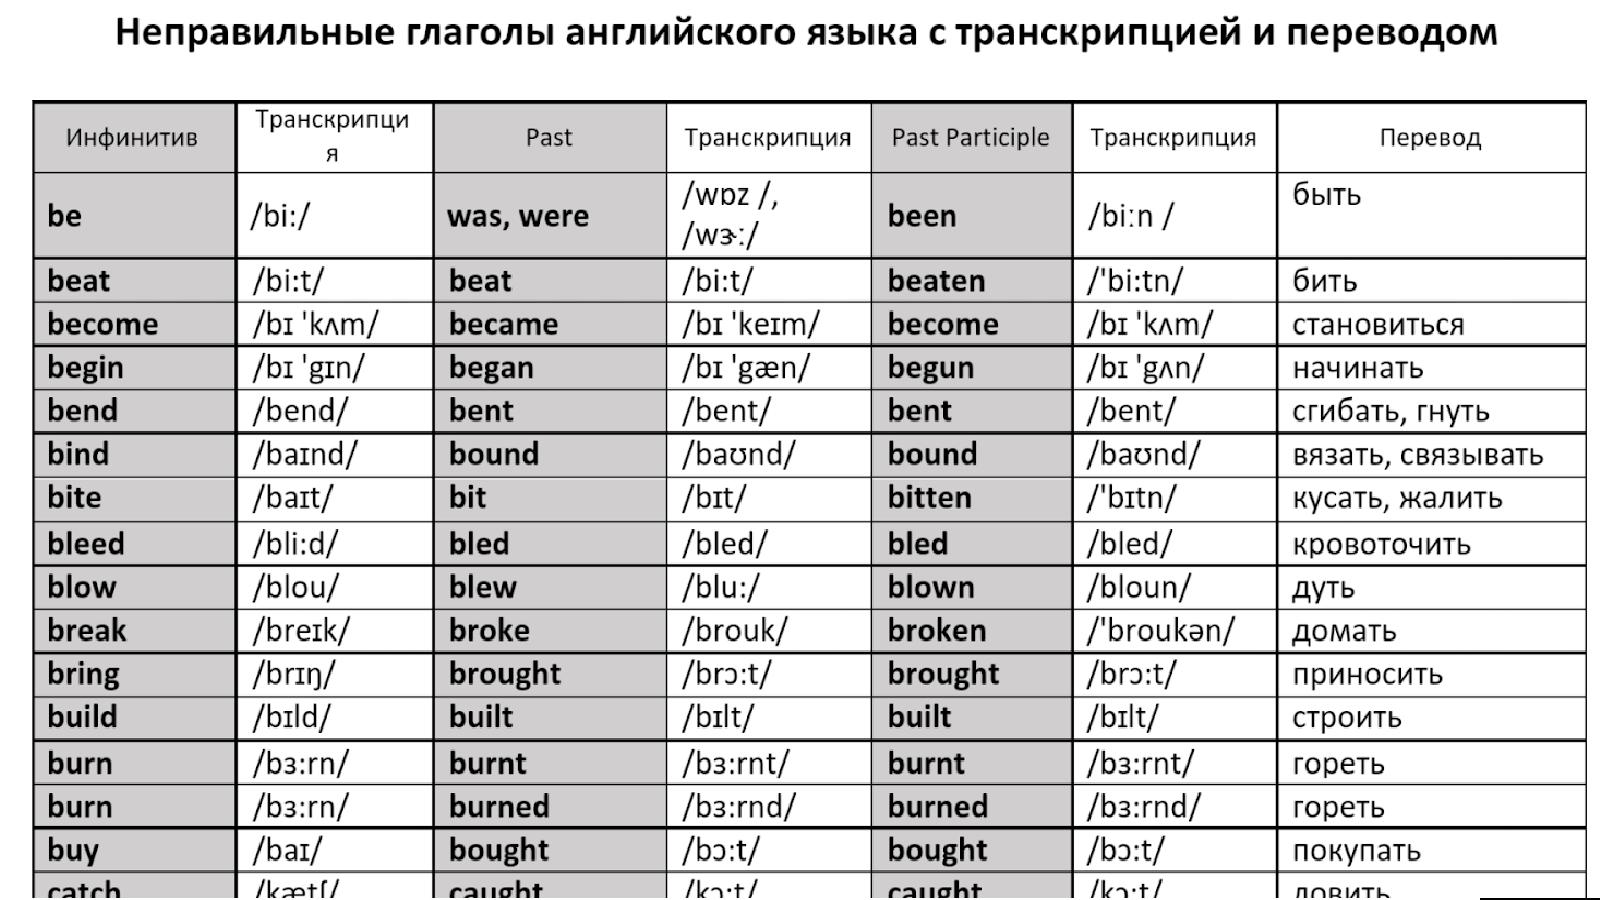 Неправильные глаголы английского языка с транскрипцией и переводом
Инфинитив Транскрипци
я Past Транскрипция Past Participle Транскрипция Перевод
be /bi:/ was, were /wɒz /,
/wɝː/ been /biːn / быть
beat /bi:t/ beat /bi:t/ beaten /'bi:tn/ бить
become /bɪ 'kʌm/ became /bɪ 'keɪm/ become /bɪ 'kʌm/ становиться
begin /bɪ 'gɪn/ began /bɪ 'gæn/ begun /bɪ 'gʌn/ начинать
bend /bend/ bent /bent/ bent /bent/ сгибать, гнуть
bind /baɪnd/ bound /baʊnd/ bound /baʊnd/ вязать, связывать
bite /baɪt/ bit /bɪt/ bitten /'bɪtn/ кусать, жалить
bleed /bli:d/ bled /bled/ bled /bled/ кровоточить
blow /blou/ blew /blu:/ blown /bloun/ дуть
break /breɪk/ broke /brouk/ broken /'broukən/ домать
bring /brɪŋ/ brought /brɔ:t/ brought /brɔ:t/ приносить
build /bɪld/ built /bɪlt/ built /bɪlt/ строить
burn /bɜ:rn/ burnt /bɜ:rnt/ burnt /bɜ:rnt/ гореть
burn /bɜ:rn/ burned /bɜ:rnd/ burned /bɜ:rnd/ гореть
buy /baɪ/ bought /bɔ:t/ bought /bɔ:t/ покупать
catch /kætʃ/ caught /kɔ:t/ caught /kɔ:t/ ловить